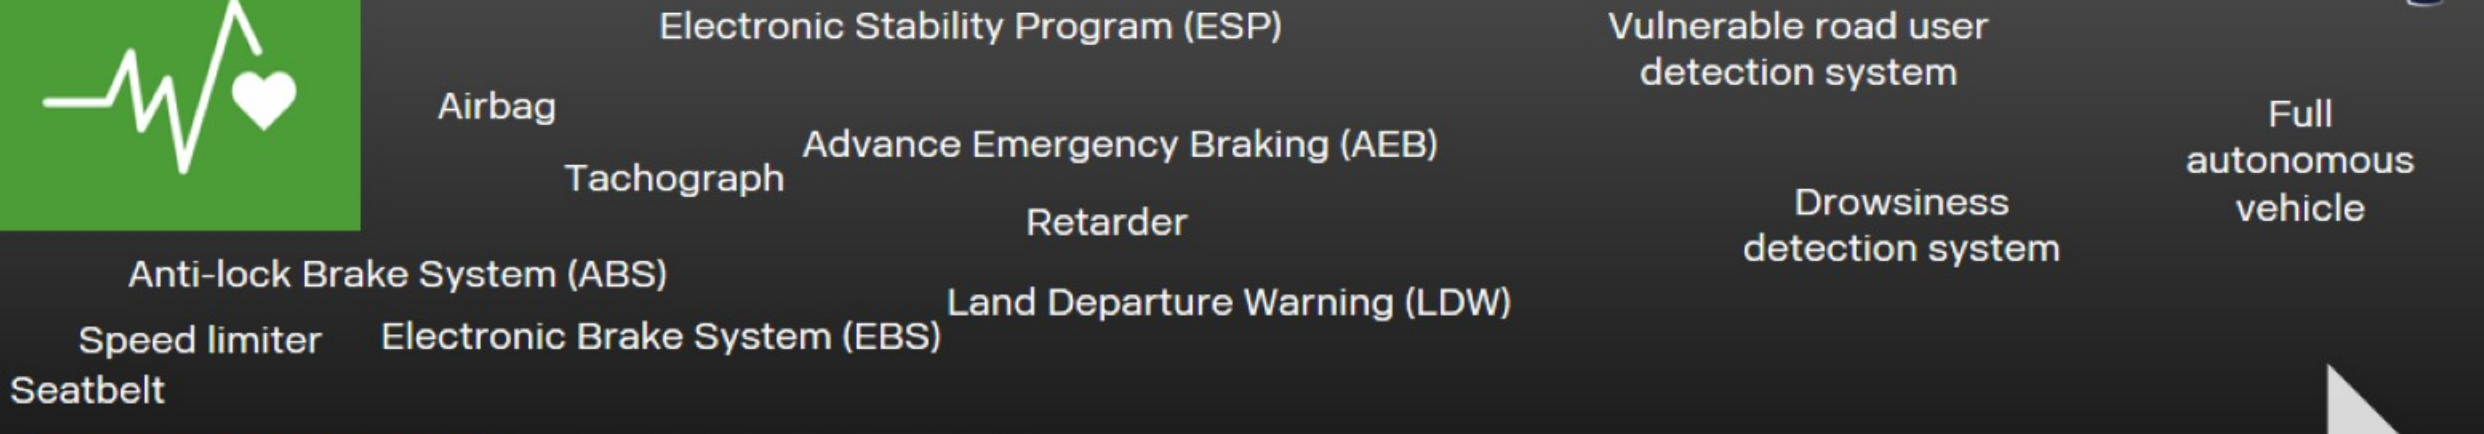 Electronic Stability Program (ESP)
Vulnerable road user
detection system
Airbag
Advance Emergency Braking (AEB)
Full
autonomous
vehicle
Tachograph
Retarder
Drowsiness
detection system
Anti-lock Brake System (ABS)
Land Departure Warning (LDW)
Speed limiter
Electronic Brake System (EBS)
Seatbelt